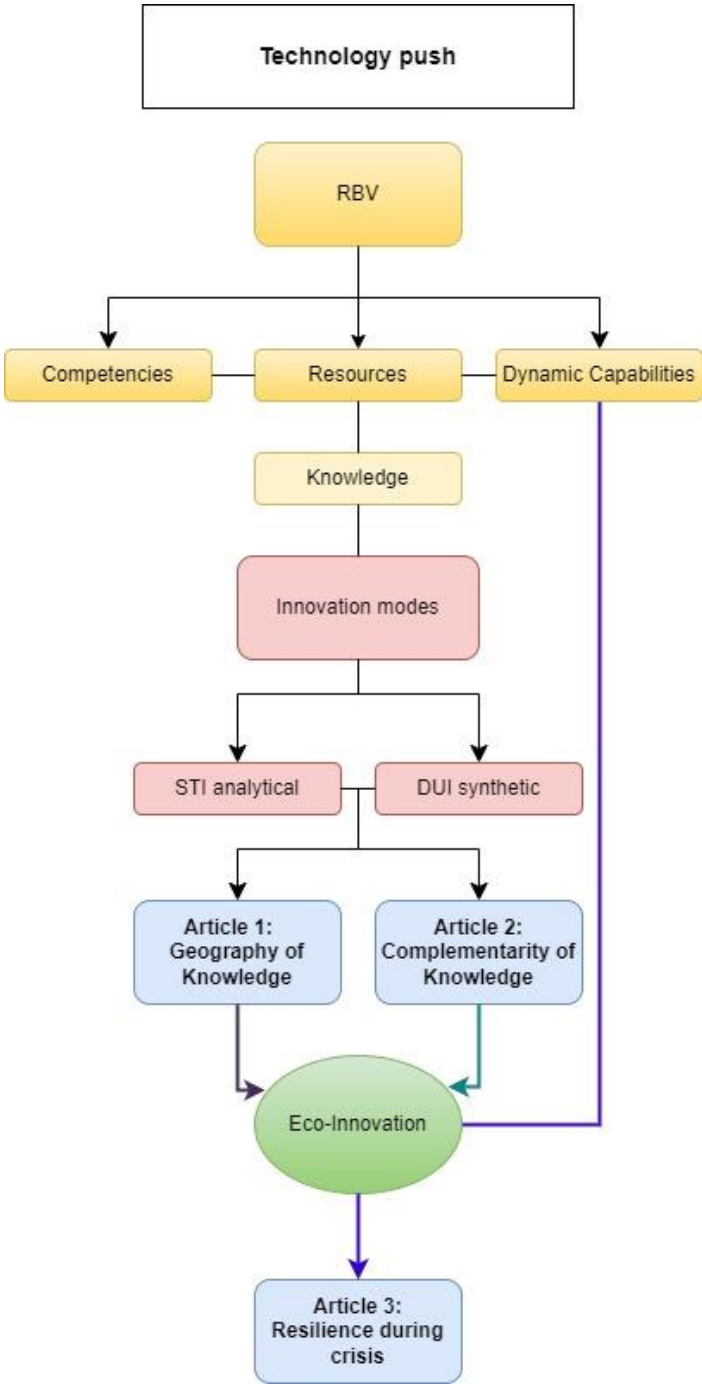 Technology push
RBV
Competencies
Resources
Dynamic Capabilities
Knowledge
Innovation modes
STI analytical
DUI synthetic
Article 1:
Geography of
Knowledge
Article 2:
Complementarity of
Knowledge
Eco-Innovation
Article 3:
Resilience during
crisis